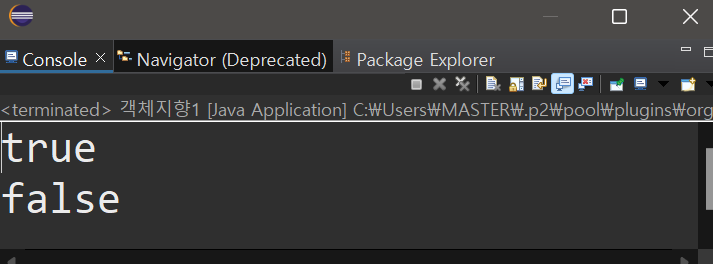 Console Navigator (Deprecated) Package Explorer
<terminated> 객체지향1 [Java Application] C:₩Users₩MASTER₩.p2₩pool₩plugins₩org
true
false